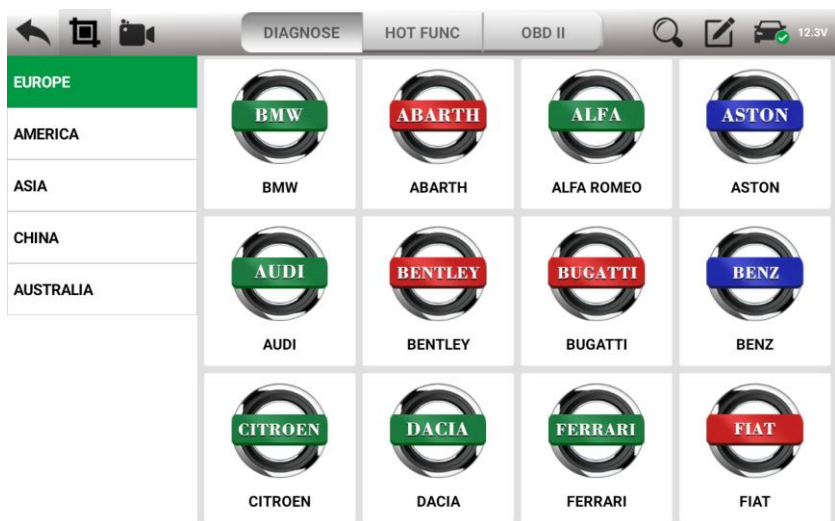 DIAGNOSE HOT FUNC OBD II 12.3V
EUROPE
AMERICA
ASIA
CHINA
AUSTRALIA
BMW ABARTH ALFA ASTON
BMW ABARTH ALFA ROMEO ASTON
AUDI BENTLEY BUGATTI BENZ
AUDI BENTLEY BUGATTI BENZ
CITROEN DACIA FERRARI FIAT
CITROEN DACIA FERRARI FIAT